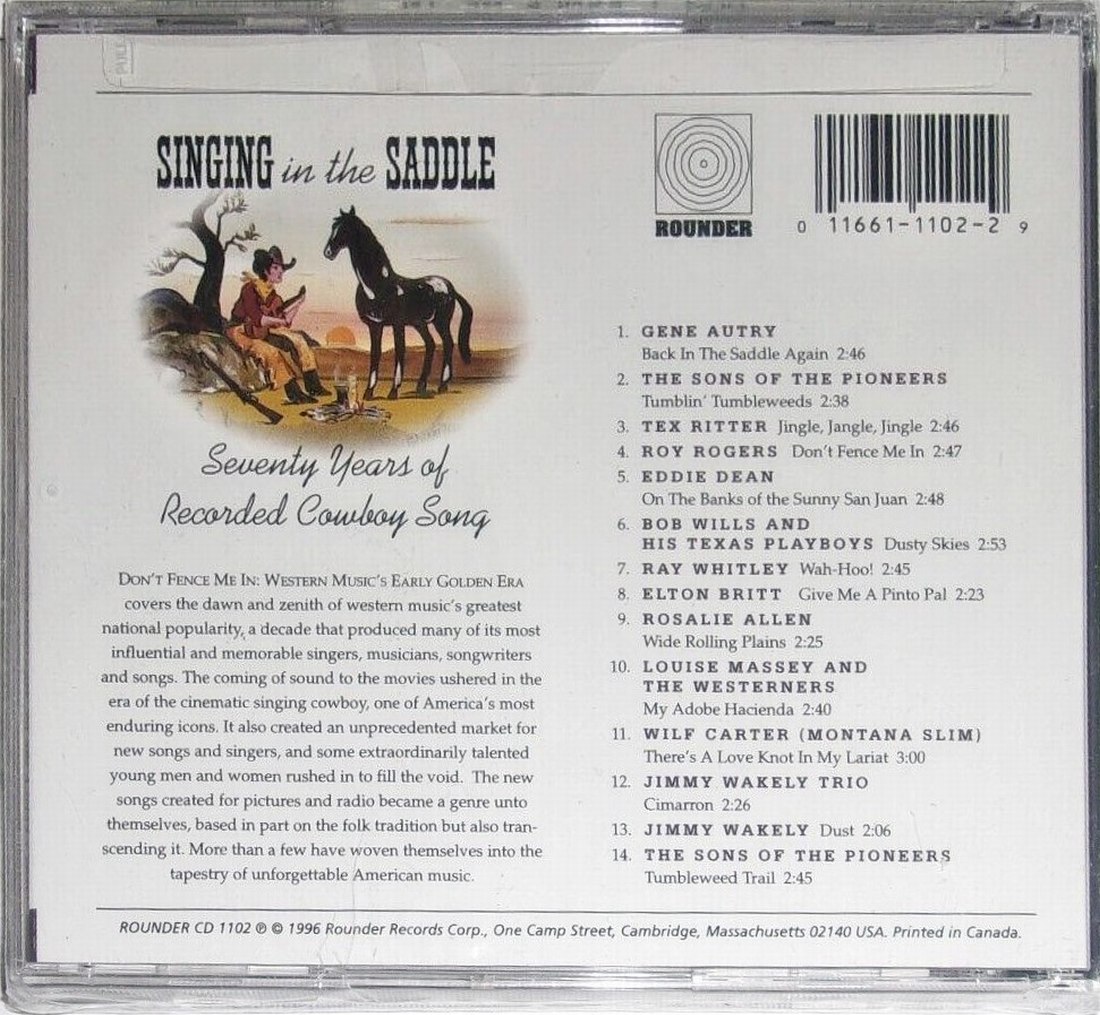 PULL
SINGING in the SADDLE
Seventy Years of
Recorded Cowboy Song
DON'T FENCE ME IN: WESTERN MUSIC'S EARLY GOLDEN ERA
covers the dawn and zenith of western music's greatest
national popularity, a decade that produced many of its most
influential and memorable singers, musicians, songwriters
and songs. The coming of sound to the movies ushered in the
era of the cinematic singing cowboy, one of America's most
enduring icons. It also created an unprecedented market for
new songs and singers, and some extraordinarily talented
young men and women rushed in to fill the void. The new
songs created for pictures and radio became a genre unto
themselves, based in part on the folk tradition but also tran-
scending it. More than a few have woven themselves into the
tapestry of unforgettable American music.
ROUNDER
0 11661-1102-2 9
1. GENE AUTRY
Back In The Saddle Again 2:46
2. THE SONS OF THE PIONEERS
Tumblin' Tumbleweeds 2:38
3. TEX RITTER Jingle, Jangle, Jingle 2:46
4. ROY ROGERS Don't Fence Me In 2:47
5. EDDIE DEAN
On The Banks of the Sunny San Juan 2:48
6. BOB WILLS AND
HIS TEXAS PLAYBOYS Dusty Skies 2:53
7. RAY WHITLEY Wah-Hoo! 2:45
8. ELTON BRITT Give Me A Pinto Pal 2:23
9. ROSALIE ALLEN
Wide Rolling Plains 2:25
10. LOUISE MASSEY AND
THE WESTERNERS
My Adobe Hacienda 2:40
11. WILF CARTER (MONTANA SLIM)
There's A Love Knot In My Lariat 3:00
12. JIMMY WAKELY TRIO
Cimarron 2:26
13. JIMMY WAKELY Dust 2:06
14. THE SONS OF THE PIONEERS
Tumbleweed Trail 2:45
ROUNDER CD 1102 ℗ © 1996 Rounder Records Corp., One Camp Street, Cambridge, Massachusetts 02140 USA. Printed in Canada.